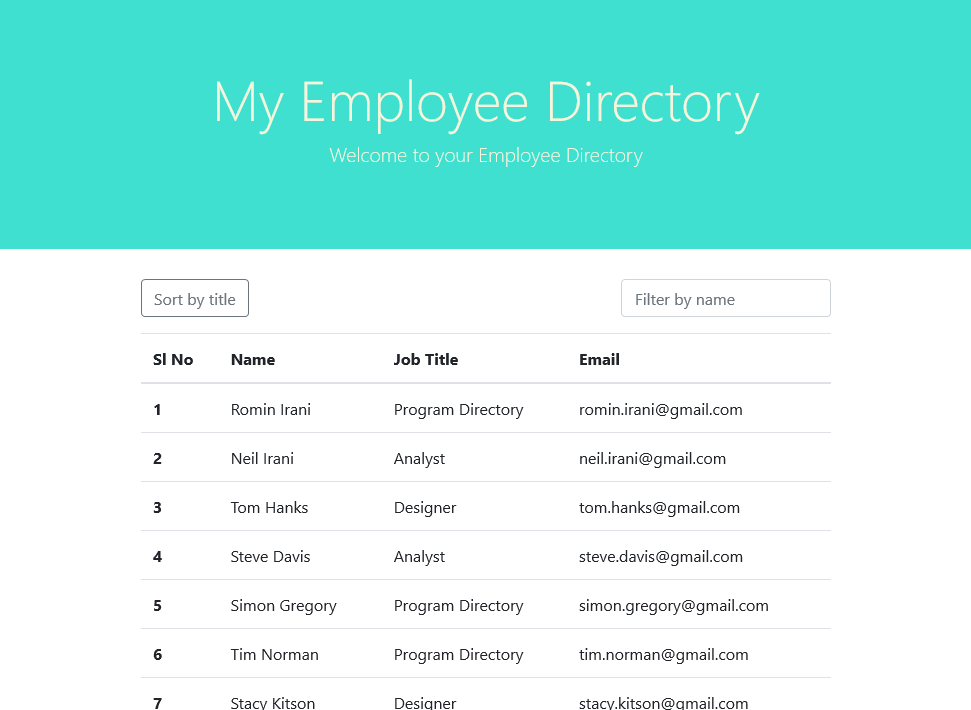 My Employee Directory
Welcome to your Employee Directory
Sort by title Filter by name
Sl No Name Job Title Email
1 Romin Irani Program Directory romin.irani@gmail.com
2 Neil Irani Analyst neil.irani@gmail.com
3 Tom Hanks Designer tom.hanks@gmail.com
4 Steve Davis Analyst steve.davis@gmail.com
5 Simon Gregory Program Directory simon.gregory@gmail.com
6 Tim Norman Program Directory tim.norman@gmail.com
7 Stacy Kitson Designer stacy.kitson@gmail.com